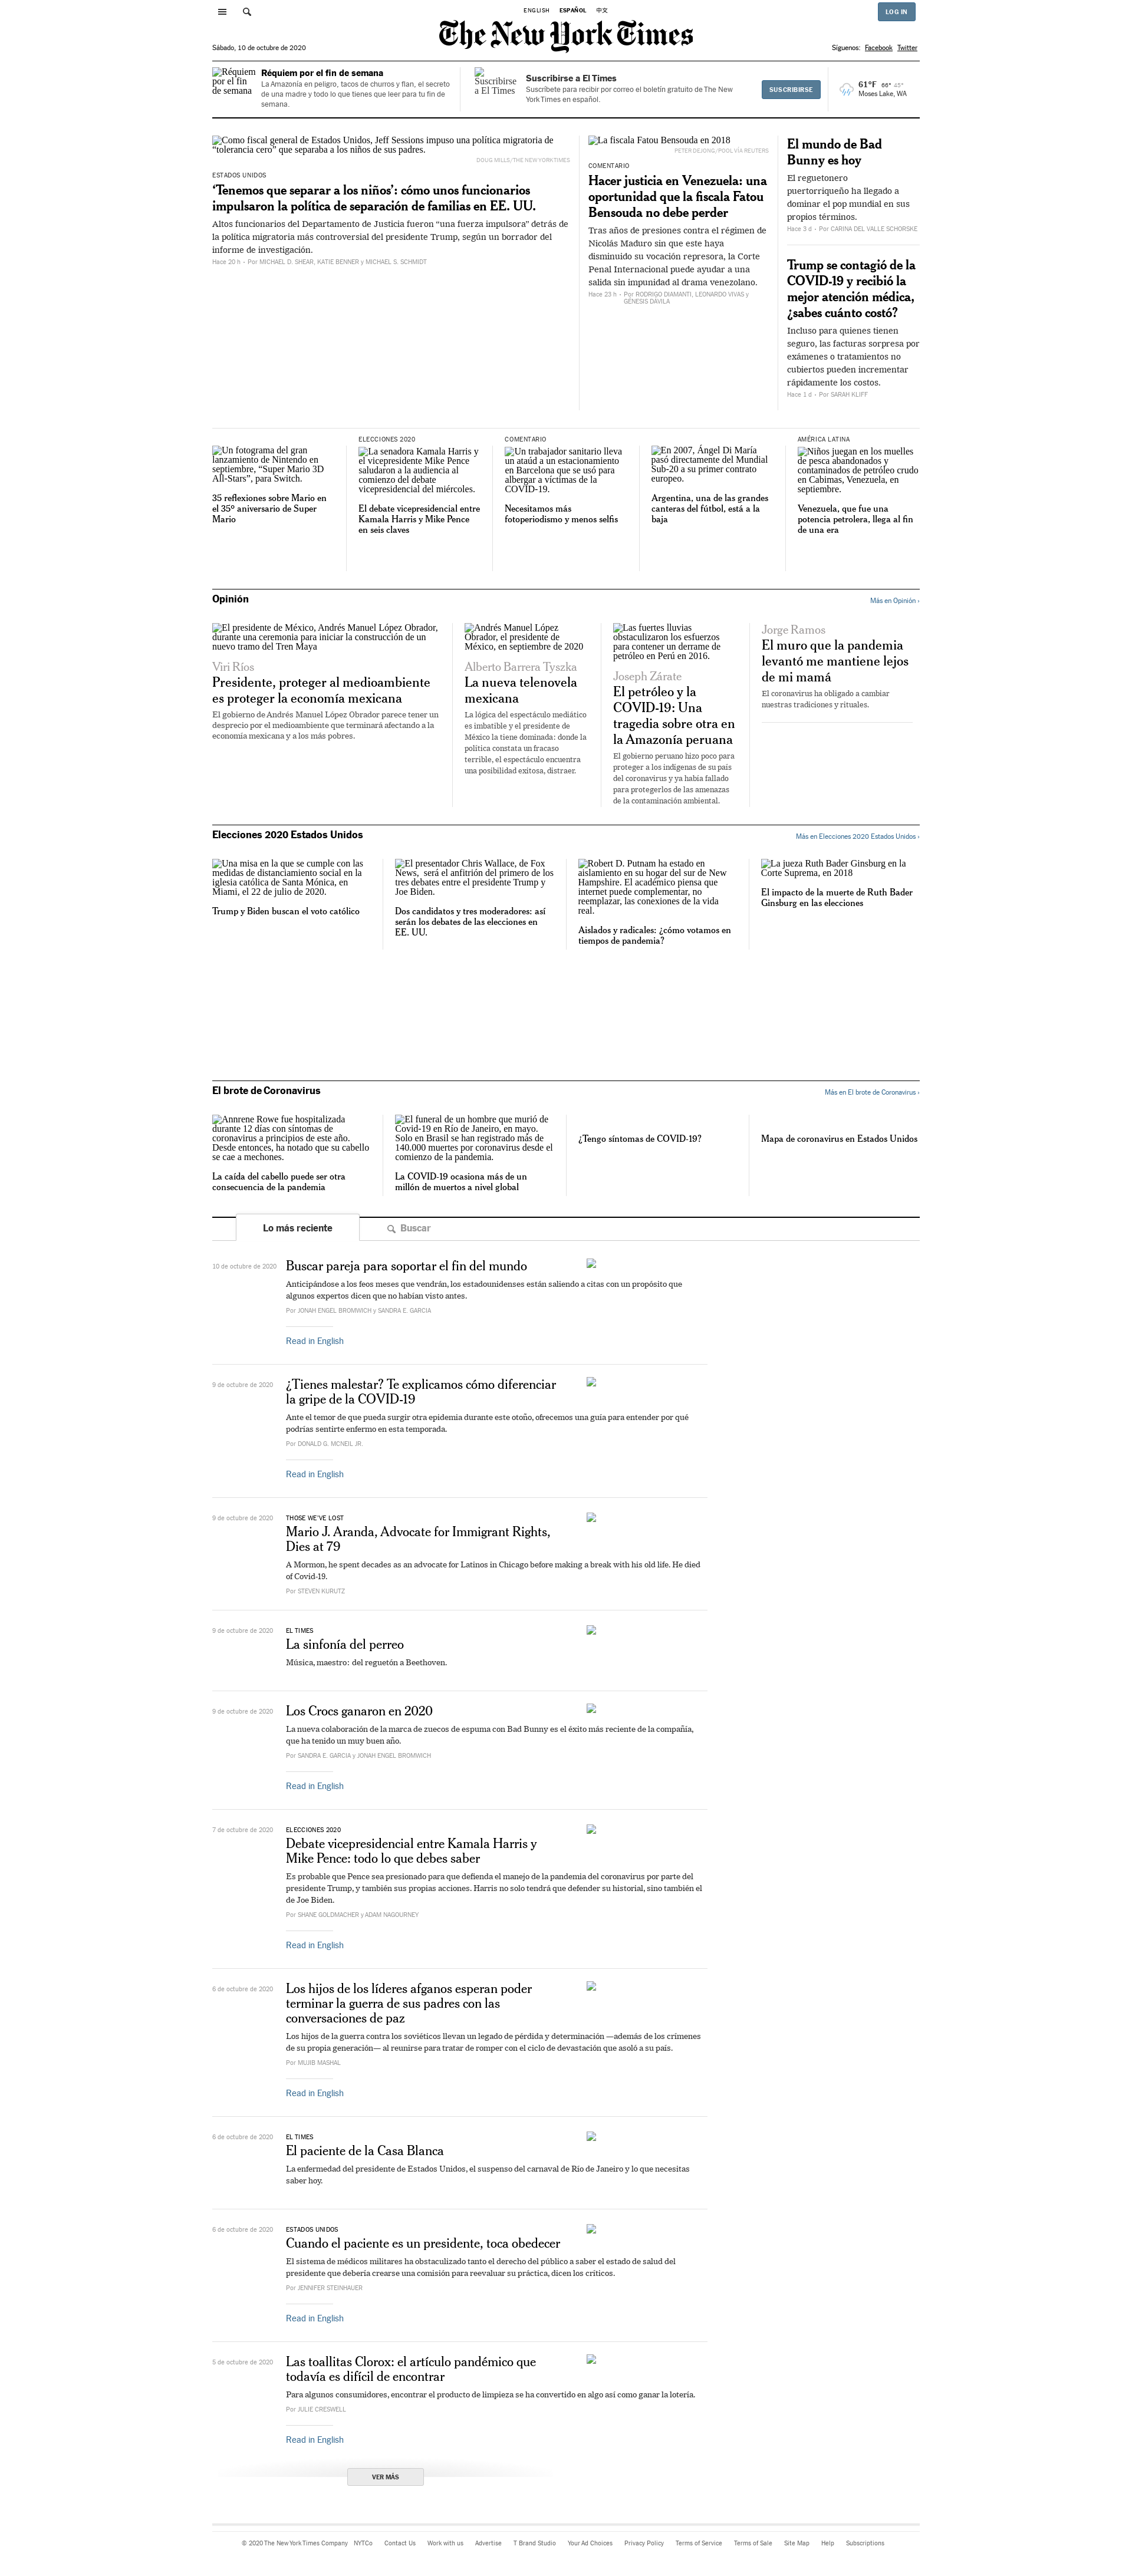 ENGLISH ESPAÑOL 中文
LOG IN
The New York Times
Sábado, 10 de octubre de 2020
Síguenos: Facebook Twitter
Réquiem por el fin de semana
Réquiem por el fin de semana
La Amazonía en peligro, tacos de churros y flan, el secreto
de una madre y todo lo que tienes que leer para tu fin de
semana.
Suscribirse a El Times
Suscribirse a El Times
Suscríbete para recibir por correo el boletín gratuito de The New
York Times en español.
SUSCRIBIRSE
61°F 66° 45°
Moses Lake, WA
Como fiscal general de Estados Unidos, Jeff Sessions impuso una política migratoria de
“tolerancia cero” que separaba a los niños de sus padres.
DOUG MILLS/THE NEW YORK TIMES
ESTADOS UNIDOS
‘Tenemos que separar a los niños’: cómo unos funcionarios
impulsaron la política de separación de familias en EE. UU.
Altos funcionarios del Departamento de Justicia fueron “una fuerza impulsora” detrás de
la política migratoria más controversial del presidente Trump, según un borrador del
informe de investigación.
Hace 20 h • Por MICHAEL D. SHEAR, KATIE BENNER y MICHAEL S. SCHMIDT
La fiscala Fatou Bensouda en 2018
PETER DEJONG/POOL VÍA REUTERS
COMENTARIO
Hacer justicia en Venezuela: una
oportunidad que la fiscala Fatou
Bensouda no debe perder
Tras años de presiones contra el régimen de
Nicolás Maduro sin que este haya
disminuido su vocación represora, la Corte
Penal Internacional puede ayudar a una
salida sin impunidad al drama venezolano.
Hace 23 h • Por RODRIGO DIAMANTI, LEONARDO VIVAS y
GÉNESIS DÁVILA
El mundo de Bad
Bunny es hoy
El reguetonero
puertorriqueño ha llegado a
dominar el pop mundial en sus
propios términos.
Hace 3 d • Por CARINA DEL VALLE SCHORSKE
Trump se contagió de la
COVID-19 y recibió la
mejor atención médica,
¿sabes cuánto costó?
Incluso para quienes tienen
seguro, las facturas sorpresa por
exámenes o tratamientos no
cubiertos pueden incrementar
rápidamente los costos.
Hace 1 d • Por SARAH KLIFF
Un fotograma del gran
lanzamiento de Nintendo en
septiembre, “Super Mario 3D
All-Stars”, para Switch.
35 reflexiones sobre Mario en
el 35º aniversario de Super
Mario
ELECCIONES 2020
La senadora Kamala Harris y
el vicepresidente Mike Pence
saludaron a la audiencia al
comienzo del debate
vicepresidencial del miércoles.
El debate vicepresidencial entre
Kamala Harris y Mike Pence
en seis claves
COMENTARIO
Un trabajador sanitario lleva
un ataúd a un estacionamiento
en Barcelona que se usó para
albergar a víctimas de la
COVID-19.
Necesitamos más
fotoperiodismo y menos selfis
En 2007, Ángel Di María
pasó directamente del Mundial
Sub-20 a su primer contrato
europeo.
Argentina, una de las grandes
canteras del fútbol, está a la
baja
AMÉRICA LATINA
Niños juegan en los muelles
de pesca abandonados y
contaminados de petróleo crudo
en Cabimas, Venezuela, en
septiembre.
Venezuela, que fue una
potencia petrolera, llega al fin
de una era
Opinión
Más en Opinión ›
El presidente de México, Andrés Manuel López Obrador,
durante una ceremonia para iniciar la construcción de un
nuevo tramo del Tren Maya
Viri Ríos
Presidente, proteger al medioambiente
es proteger la economía mexicana
El gobierno de Andrés Manuel López Obrador parece tener un
desprecio por el medioambiente que terminará afectando a la
economía mexicana y a los más pobres.
Andrés Manuel López
Obrador, el presidente de
México, en septiembre de 2020
Alberto Barrera Tyszka
La nueva telenovela
mexicana
La lógica del espectáculo mediático
es imbatible y el presidente de
México la tiene dominada: donde la
política constata un fracaso
terrible, el espectáculo encuentra
una posibilidad exitosa, distraer.
Las fuertes lluvias
obstaculizaron los esfuerzos
para contener un derrame de
petróleo en Perú en 2016.
Joseph Zárate
El petróleo y la
COVID-19: Una
tragedia sobre otra en
la Amazonía peruana
El gobierno peruano hizo poco para
proteger a los indígenas de su país
del coronavirus y ya había fallado
para protegerlos de las amenazas
de la contaminación ambiental.
Jorge Ramos
El muro que la pandemia
levantó me mantiene lejos
de mi mamá
El coronavirus ha obligado a cambiar
nuestras tradiciones y rituales.
Elecciones 2020 Estados Unidos
Más en Elecciones 2020 Estados Unidos ›
Una misa en la que se cumple con las
medidas de distanciamiento social en la
iglesia católica de Santa Mónica, en
Miami, el 22 de julio de 2020.
Trump y Biden buscan el voto católico
El presentador Chris Wallace, de Fox
News, será el anfitrión del primero de los
tres debates entre el presidente Trump y
Joe Biden.
Dos candidatos y tres moderadores: así
serán los debates de las elecciones en
EE. UU.
Robert D. Putnam ha estado en
aislamiento en su hogar del sur de New
Hampshire. El académico piensa que
internet puede complementar, no
reemplazar, las conexiones de la vida
real.
Aislados y radicales: ¿cómo votamos en
tiempos de pandemia?
La jueza Ruth Bader Ginsburg en la
Corte Suprema, en 2018
El impacto de la muerte de Ruth Bader
Ginsburg en las elecciones
El brote de Coronavirus
Más en El brote de Coronavirus ›
Annrene Rowe fue hospitalizada
durante 12 días con síntomas de
coronavirus a principios de este año.
Desde entonces, ha notado que su cabello
se cae a mechones.
La caída del cabello puede ser otra
consecuencia de la pandemia
El funeral de un hombre que murió de
Covid-19 en Río de Janeiro, en mayo.
Solo en Brasil se han registrado más de
140.000 muertes por coronavirus desde el
comienzo de la pandemia.
La COVID-19 ocasiona más de un
millón de muertos a nivel global
¿Tengo síntomas de COVID-19?
Mapa de coronavirus en Estados Unidos
Lo más reciente
Buscar
10 de octubre de 2020
Buscar pareja para soportar el fin del mundo
Anticipándose a los feos meses que vendrán, los estadounidenses están saliendo a citas con un propósito que
algunos expertos dicen que no habían visto antes.
Por JONAH ENGEL BROMWICH y SANDRA E. GARCIA
Read in English
9 de octubre de 2020
¿Tienes malestar? Te explicamos cómo diferenciar
la gripe de la COVID-19
Ante el temor de que pueda surgir otra epidemia durante este otoño, ofrecemos una guía para entender por qué
podrías sentirte enfermo en esta temporada.
Por DONALD G. MCNEIL JR.
Read in English
9 de octubre de 2020
THOSE WE'VE LOST
Mario J. Aranda, Advocate for Immigrant Rights,
Dies at 79
A Mormon, he spent decades as an advocate for Latinos in Chicago before making a break with his old life. He died
of Covid-19.
Por STEVEN KURUTZ
9 de octubre de 2020
EL TIMES
La sinfonía del perreo
Música, maestro: del reguetón a Beethoven.
9 de octubre de 2020
Los Crocs ganaron en 2020
La nueva colaboración de la marca de zuecos de espuma con Bad Bunny es el éxito más reciente de la compañía,
que ha tenido un muy buen año.
Por SANDRA E. GARCIA y JONAH ENGEL BROMWICH
Read in English
7 de octubre de 2020
ELECCIONES 2020
Debate vicepresidencial entre Kamala Harris y
Mike Pence: todo lo que debes saber
Es probable que Pence sea presionado para que defienda el manejo de la pandemia del coronavirus por parte del
presidente Trump, y también sus propias acciones. Harris no solo tendrá que defender su historial, sino también el
de Joe Biden.
Por SHANE GOLDMACHER y ADAM NAGOURNEY
Read in English
6 de octubre de 2020
Los hijos de los líderes afganos esperan poder
terminar la guerra de sus padres con las
conversaciones de paz
Los hijos de la guerra contra los soviéticos llevan un legado de pérdida y determinación —además de los crímenes
de su propia generación— al reunirse para tratar de romper con el ciclo de devastación que asoló a su país.
Por MUJIB MASHAL
Read in English
6 de octubre de 2020
EL TIMES
El paciente de la Casa Blanca
La enfermedad del presidente de Estados Unidos, el suspenso del carnaval de Río de Janeiro y lo que necesitas
saber hoy.
6 de octubre de 2020
ESTADOS UNIDOS
Cuando el paciente es un presidente, toca obedecer
El sistema de médicos militares ha obstaculizado tanto el derecho del público a saber el estado de salud del
presidente que debería crearse una comisión para reevaluar su práctica, dicen los críticos.
Por JENNIFER STEINHAUER
Read in English
5 de octubre de 2020
Las toallitas Clorox: el artículo pandémico que
todavía es difícil de encontrar
Para algunos consumidores, encontrar el producto de limpieza se ha convertido en algo así como ganar la lotería.
Por JULIE CRESWELL
Read in English
VER MÁS
© 2020 The New York Times Company NYTCo Contact Us Work with us Advertise T Brand Studio Your Ad Choices Privacy Policy Terms of Service Terms of Sale Site Map Help Subscriptions